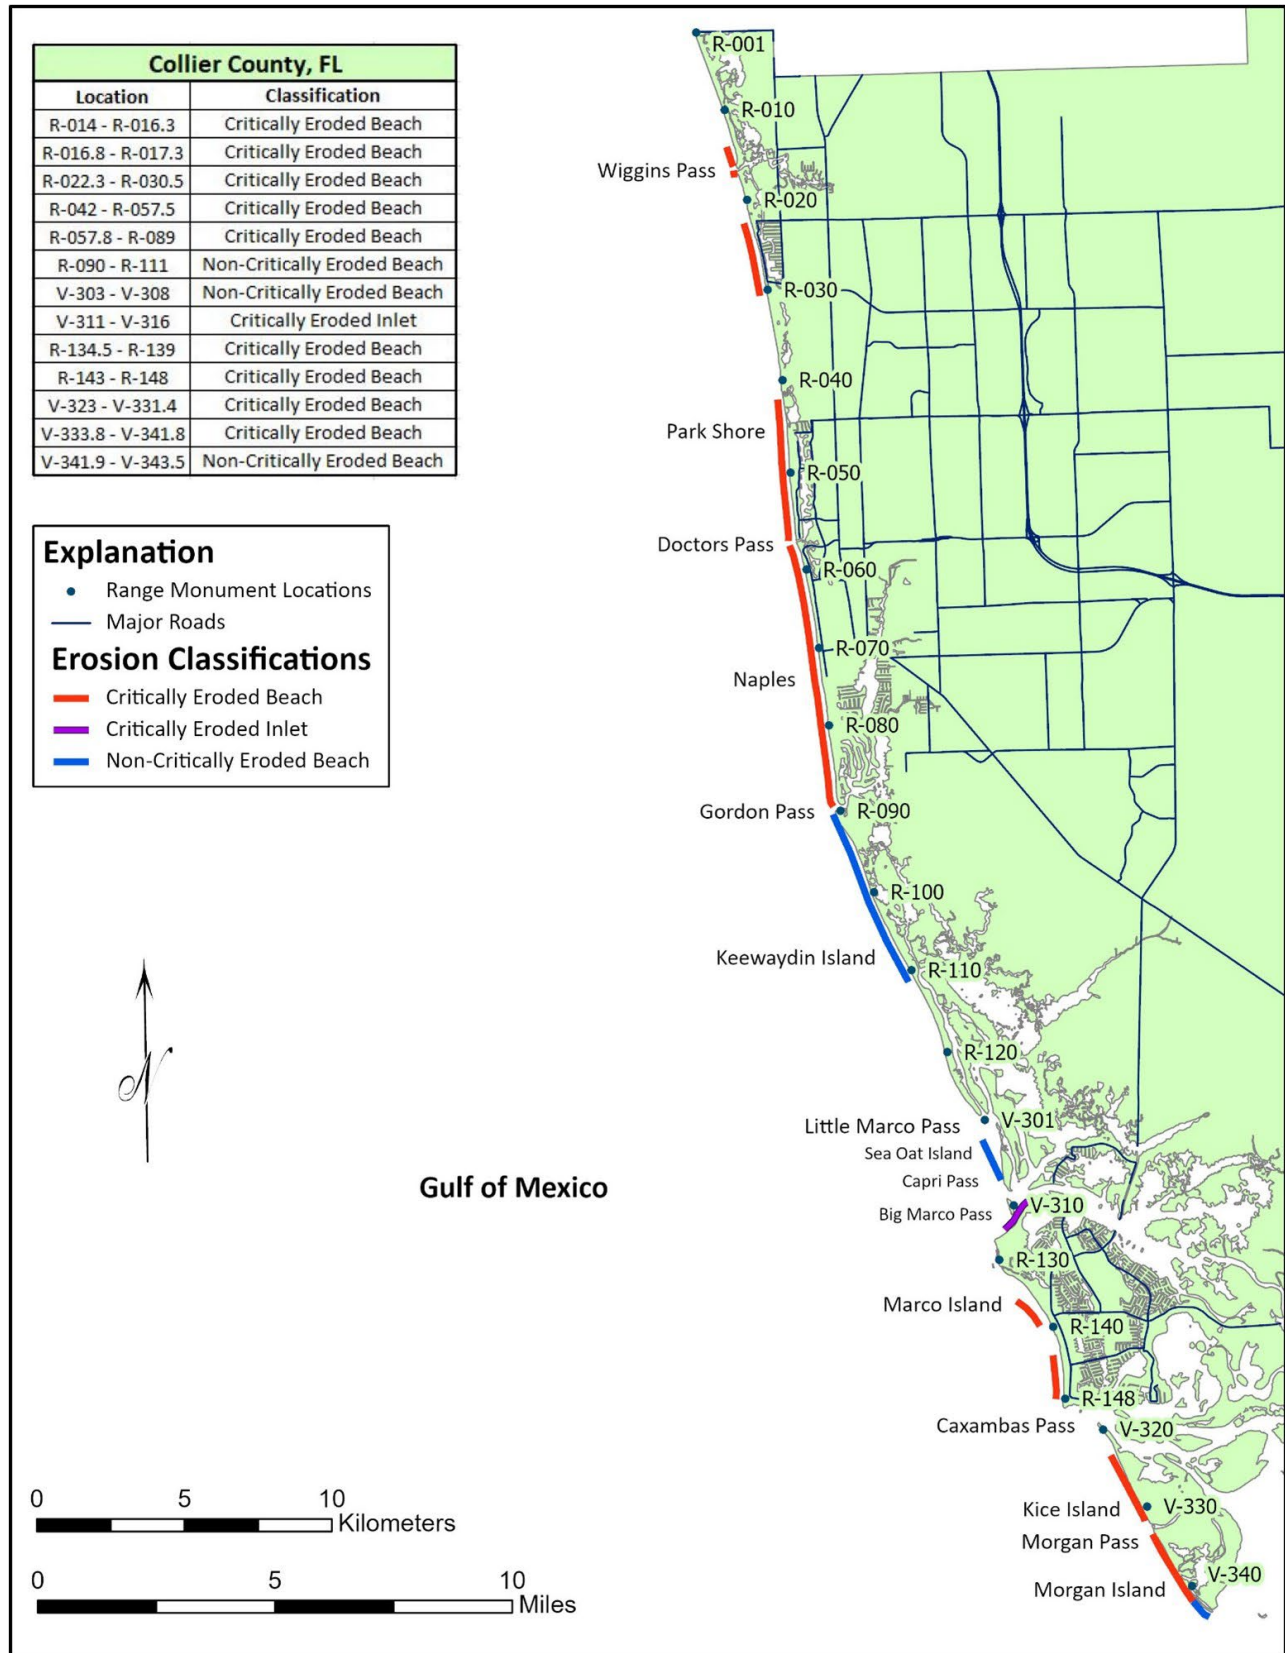 Collier County, FL
Location Classification
R-014 - R-016.3 Critically Eroded Beach
R-016.8 - R-017.3 Critically Eroded Beach
R-022.3 - R-030.5 Critically Eroded Beach
R-042 - R-057.5 Critically Eroded Beach
R-057.8 - R-089 Critically Eroded Beach
R-090 - R-111 Non-Critically Eroded Beach
V-303 - V-308 Non-Critically Eroded Beach
V-311 - V-316 Critically Eroded Inlet
R-134.5 - R-139 Critically Eroded Beach
R-143 - R-148 Critically Eroded Beach
V-323 - V-331.4 Critically Eroded Beach
V-333.8 - V-341.8 Critically Eroded Beach
V-341.9 - V-343.5 Non-Critically Eroded Beach
Explanation
Range Monument Locations
Major Roads
Erosion Classifications
Critically Eroded Beach
Critically Eroded Inlet
Non-Critically Eroded Beach
R-001
R-010
Wiggins Pass
R-020
R-030
R-040
Park Shore
R-050
Doctors Pass
R-060
R-070
Naples
R-080
Gordon Pass
R-090
R-100
Keewaydin Island
R-110
R-120
Little Marco Pass
V-301
Sea Oat Island
Capri Pass
V-310
Big Marco Pass
R-130
Marco Island
R-140
R-148
Caxambas Pass
V-320
V-330
Kice Island
Morgan Pass
V-340
Morgan Island
N
Gulf of Mexico
0 5 10
Kilometers
0 5 10
Miles